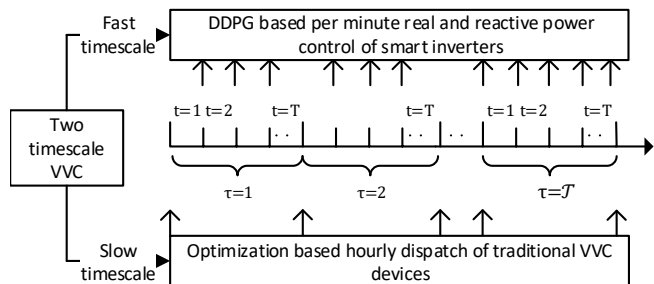 Fast
timescale
DDPG based per minute real and reactive power
control of smart inverters
Two
timescale
VVC
t=1 t=2 t=T t=T t=1 t=2 t=T
.. .. .. ..
τ=1 τ=2 τ=𝒯
Slow
timescale
Optimization based hourly dispatch of traditional VVC
devices